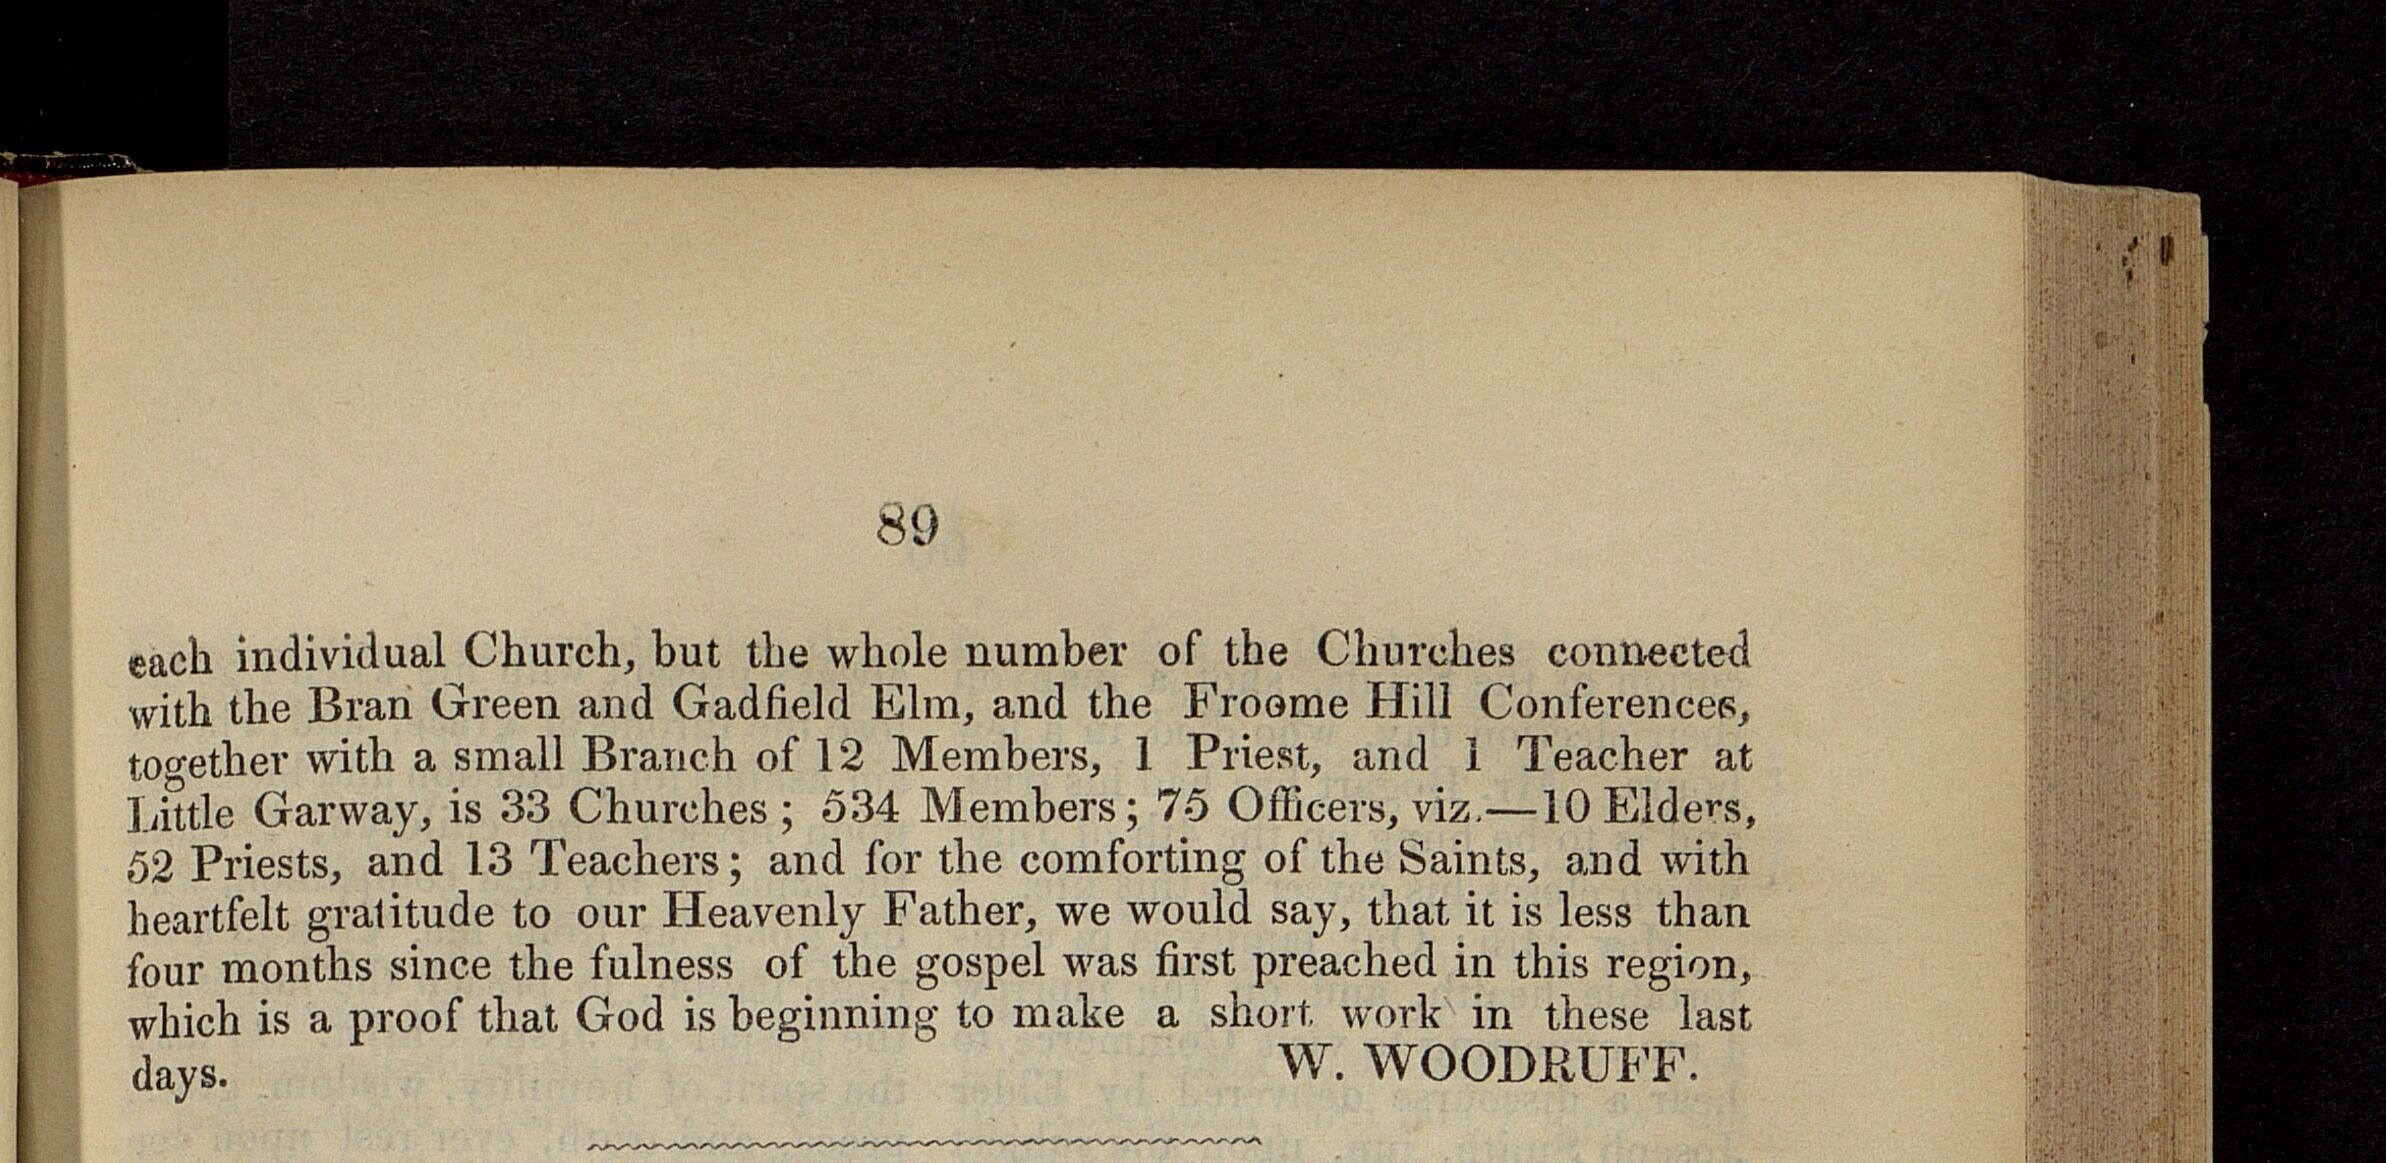 89
each individual Church, but the whole number of the Churches connected
with the Bran Green and Gadfield Elm, and the Froome Hill Conferences,
together with a small Branch of 12 Members, 1 Priest, and 1 Teacher at
Little Garway, is 33 Churches; 534 Members; 75 Officers, viz.—10 Elders,
52 Priests, and 13 Teachers; and for the comforting of the Saints, and with
heartfelt gratitude to our Heavenly Father, we would say, that it is less than
four months since the fulness of the gospel was first preached in this region,
which is a proof that God is beginning to make a short work in these last
days. W. WOODRUFF.